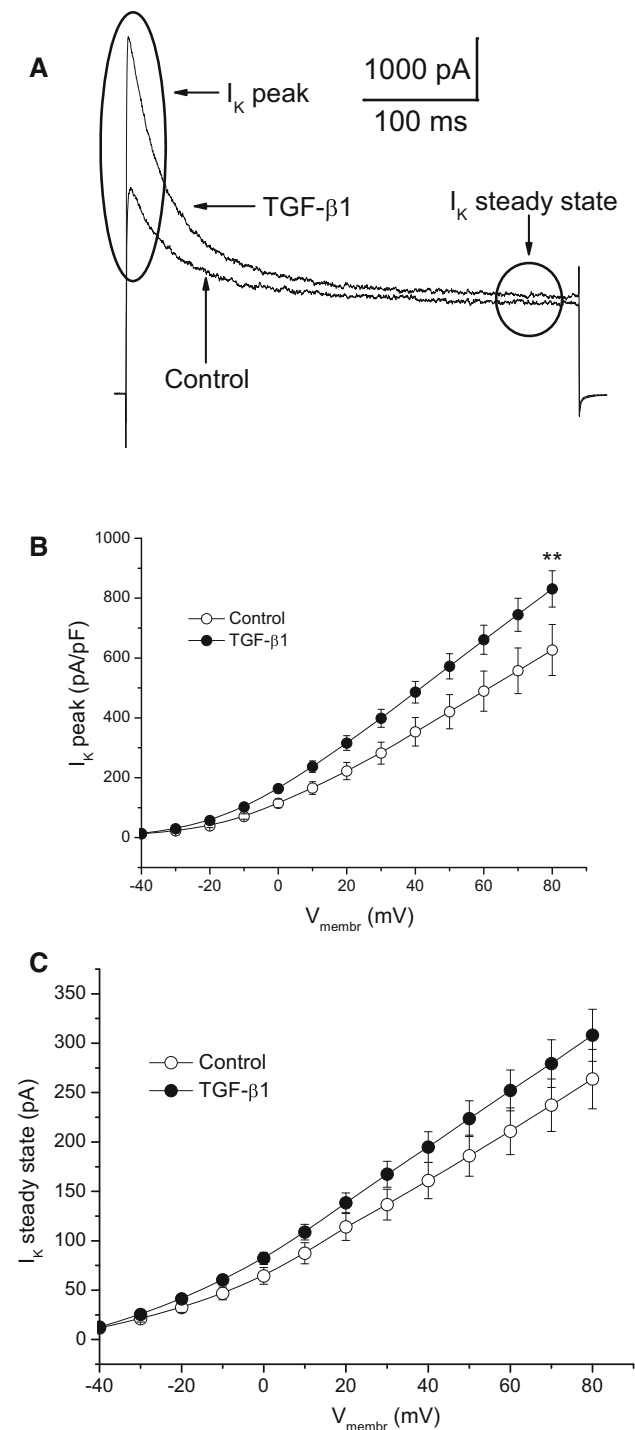 A
I_K peak
1000 pA
100 ms
TGF-β1
I_K steady state
Control
B
**
Control
TGF-β1
I_K peak (pA/pF)
1000
800
600
400
200
0
-40 -20 0 20 40 60 80
V_membr (mV)
C
Control
TGF-β1
I_K steady state (pA)
350
300
250
200
150
100
50
0
-40 -20 0 20 40 60 80
V_membr (mV)